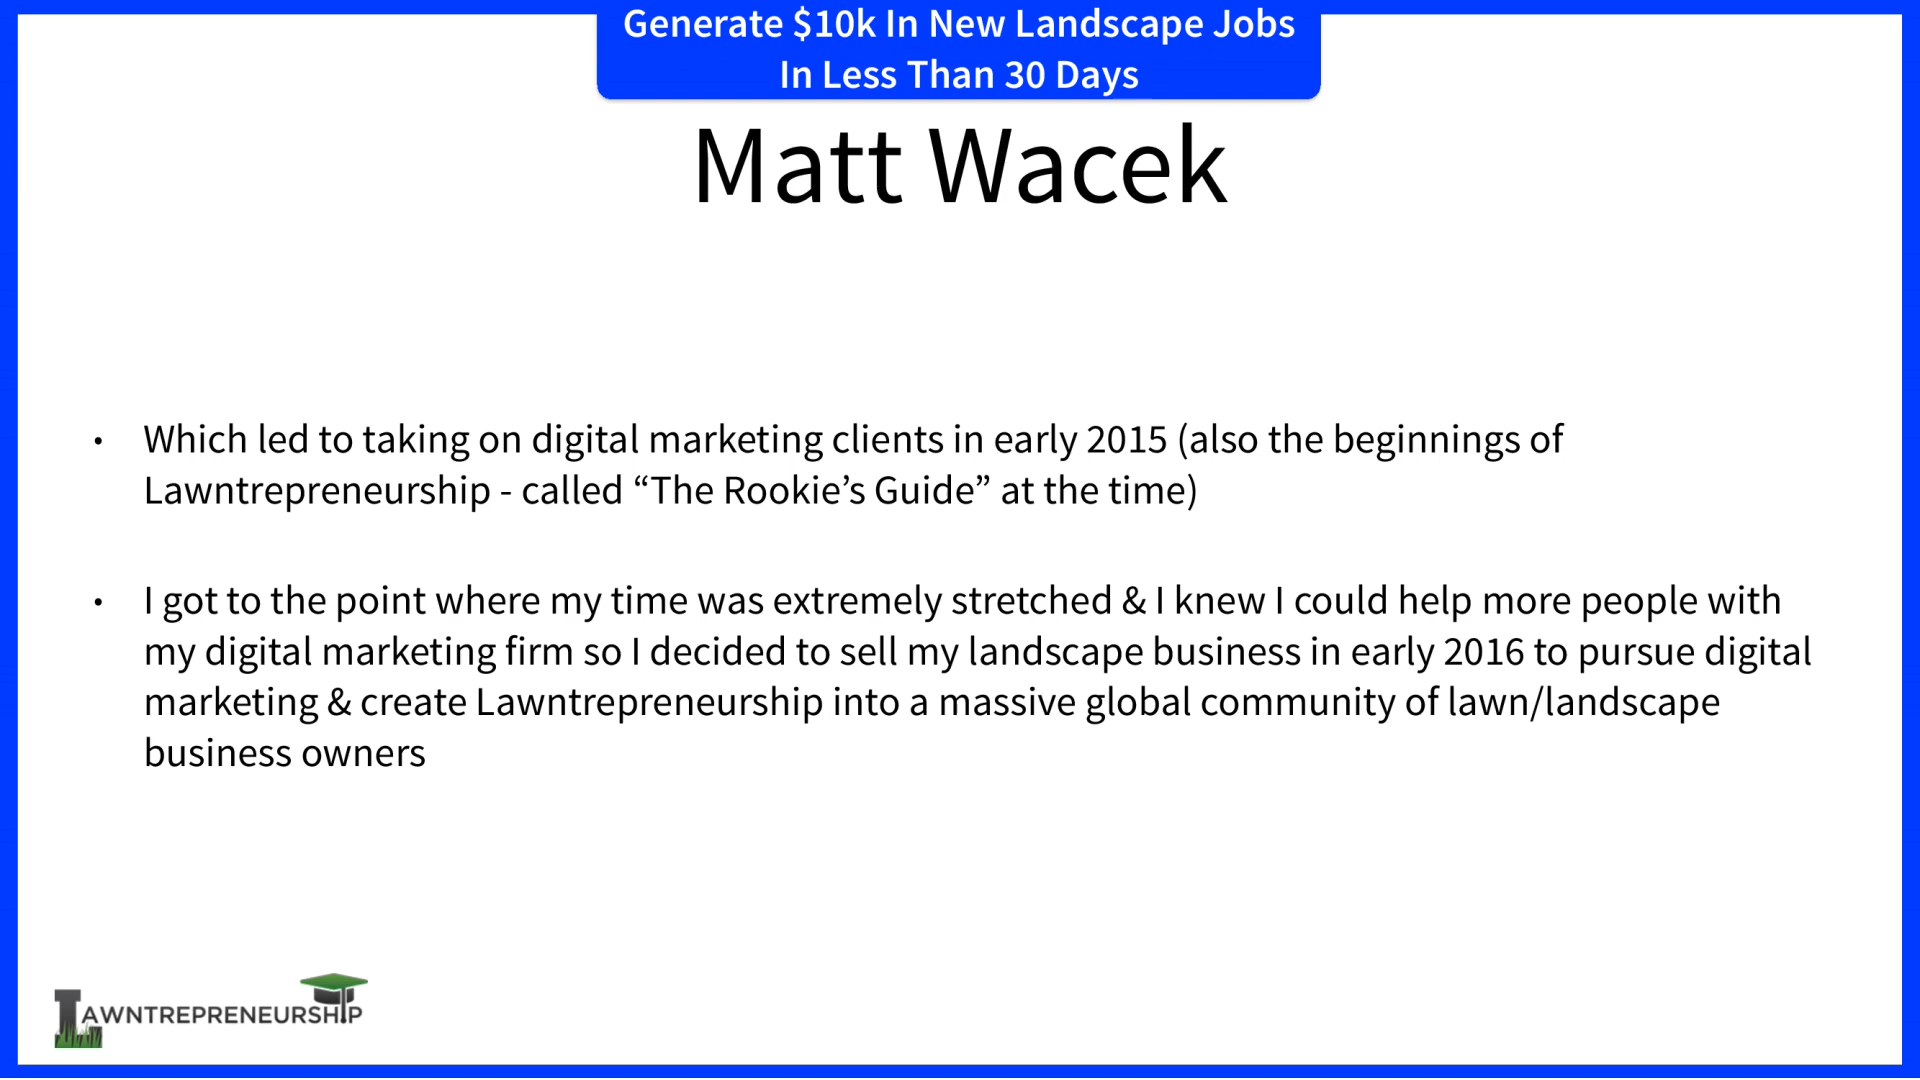 Generate $10k In New Landscape Jobs
In Less Than 30 Days
Matt Wacek
• Which led to taking on digital marketing clients in early 2015 (also the beginnings of
Lawntrepreneurship - called “The Rookie’s Guide” at the time)
• I got to the point where my time was extremely stretched & I knew I could help more people with
my digital marketing firm so I decided to sell my landscape business in early 2016 to pursue digital
marketing & create Lawntrepreneurship into a massive global community of lawn/landscape
business owners
LAWNTREPRENEURSHIP